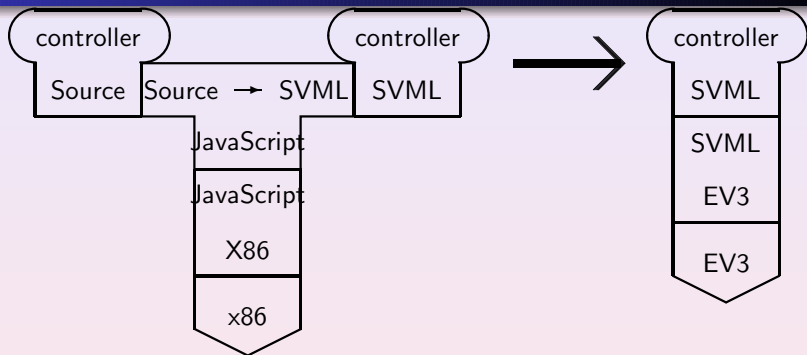 controller controller controller
Source Source → SVML SVML SVML
JavaScript SVML
JavaScript EV3
X86
EV3
x86